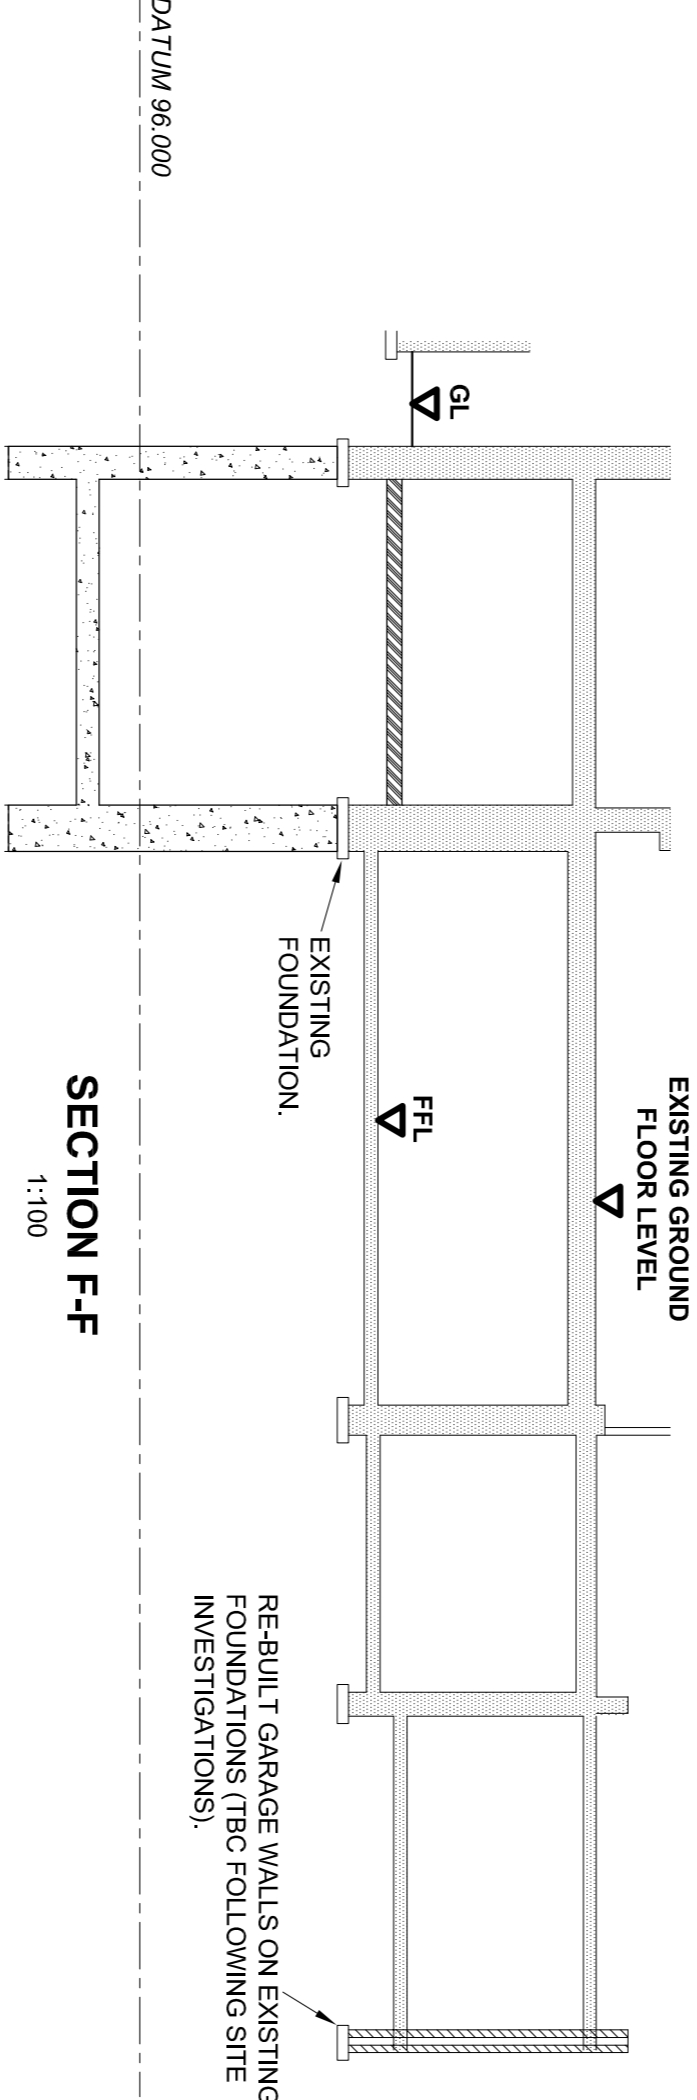 EXISTING GROUND
FLOOR LEVEL
GL
FFL
EXISTING
FOUNDATION.
RE-BUILT GARAGE WALLS ON EXISTING
FOUNDATIONS (TBC FOLLOWING SITE
INVESTIGATIONS).
DATUM 96.000
SECTION F-F
1:100